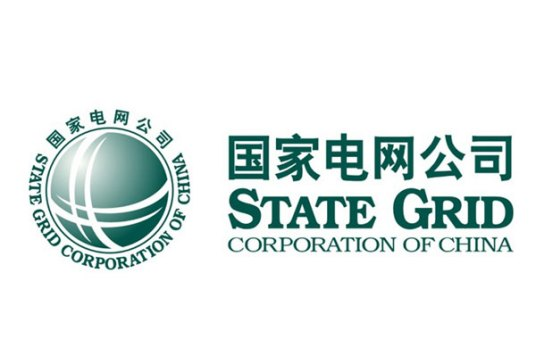 国家电网公司
STATE GRID CORPORATION OF CHINA
国家电网公司
STATE GRID
CORPORATION OF CHINA